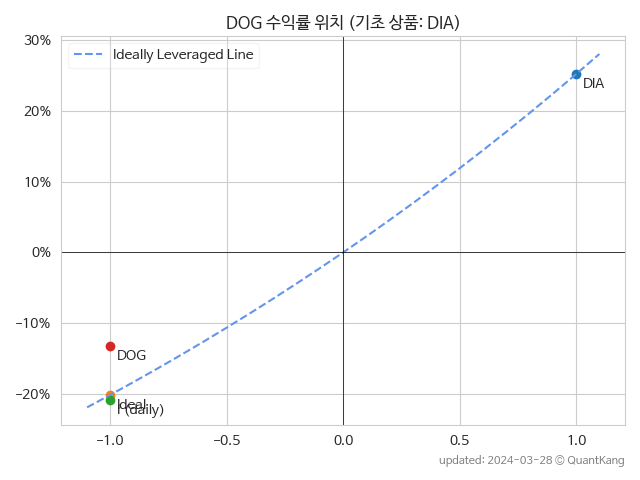 DOG 수익률 위치 (기초 상품: DIA)
30%
Ideally Leveraged Line
DIA
20%
10%
0%
−10%
DOG
−20%
Ideal
I (daily)
−1.0
−0.5
0.0
0.5
1.0
updated: 2024-03-28 © QuantKang